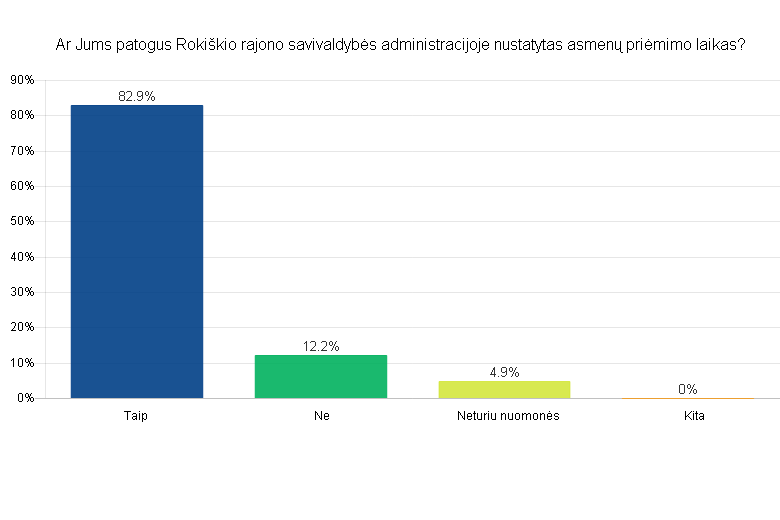 Ar Jums patogus Rokiškio rajono savivaldybės administracijoje nustatytas asmenų priėmimo laikas?
90%
80%
70%
60%
50%
40%
30%
20%
10%
0%
82.9%
12.2%
4.9%
0%
Taip
Ne
Neturiu nuomonės
Kita